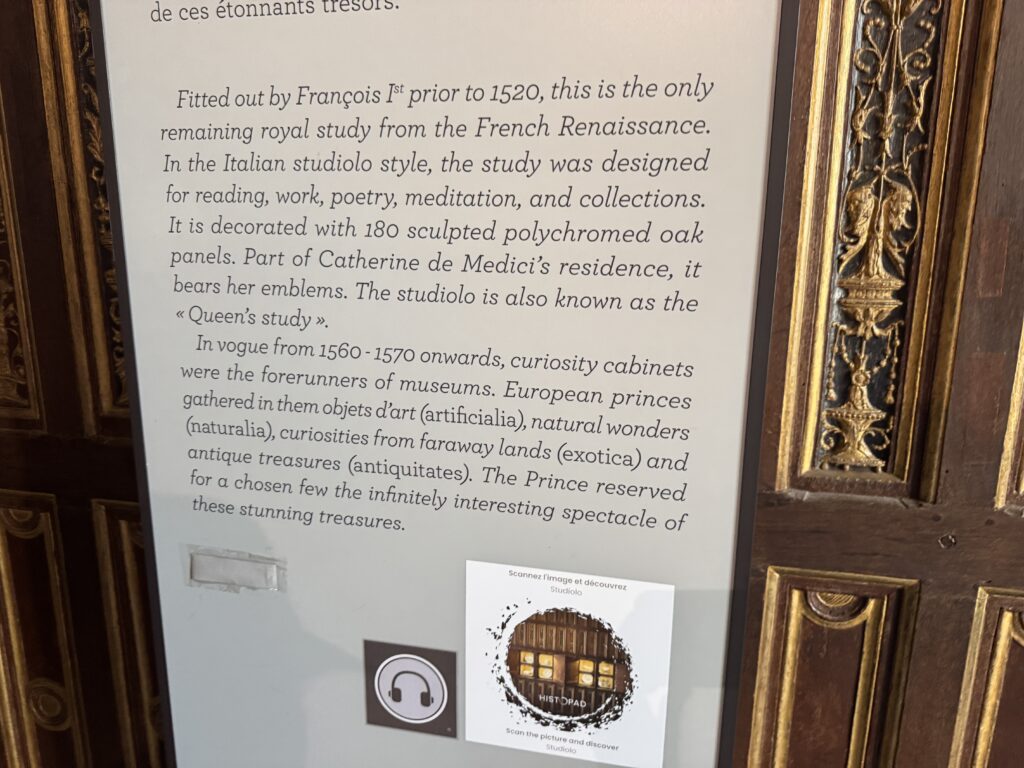 de ces étonnants trésors.
Fitted out by François Iˢᵗ prior to 1520, this is the only
remaining royal study from the French Renaissance.
In the Italian studiolo style, the study was designed
for reading, work, poetry, meditation, and collections.
It is decorated with 180 sculpted polychromed oak
panels. Part of Catherine de Medici's residence, it
bears her emblems. The studiolo is also known as the
« Queen's study ».
In vogue from 1560 - 1570 onwards, curiosity cabinets
were the forerunners of museums. European princes
gathered in them objets d'art (artificialia), natural wonders
(naturalia), curiosities from faraway lands (exotica) and
antique treasures (antiquitates). The Prince reserved
for a chosen few the infinitely interesting spectacle of
these stunning treasures.
Scannez l'image et découvrez
Studiolo
HISTOPAD
Scan the picture and discover
Studiolo